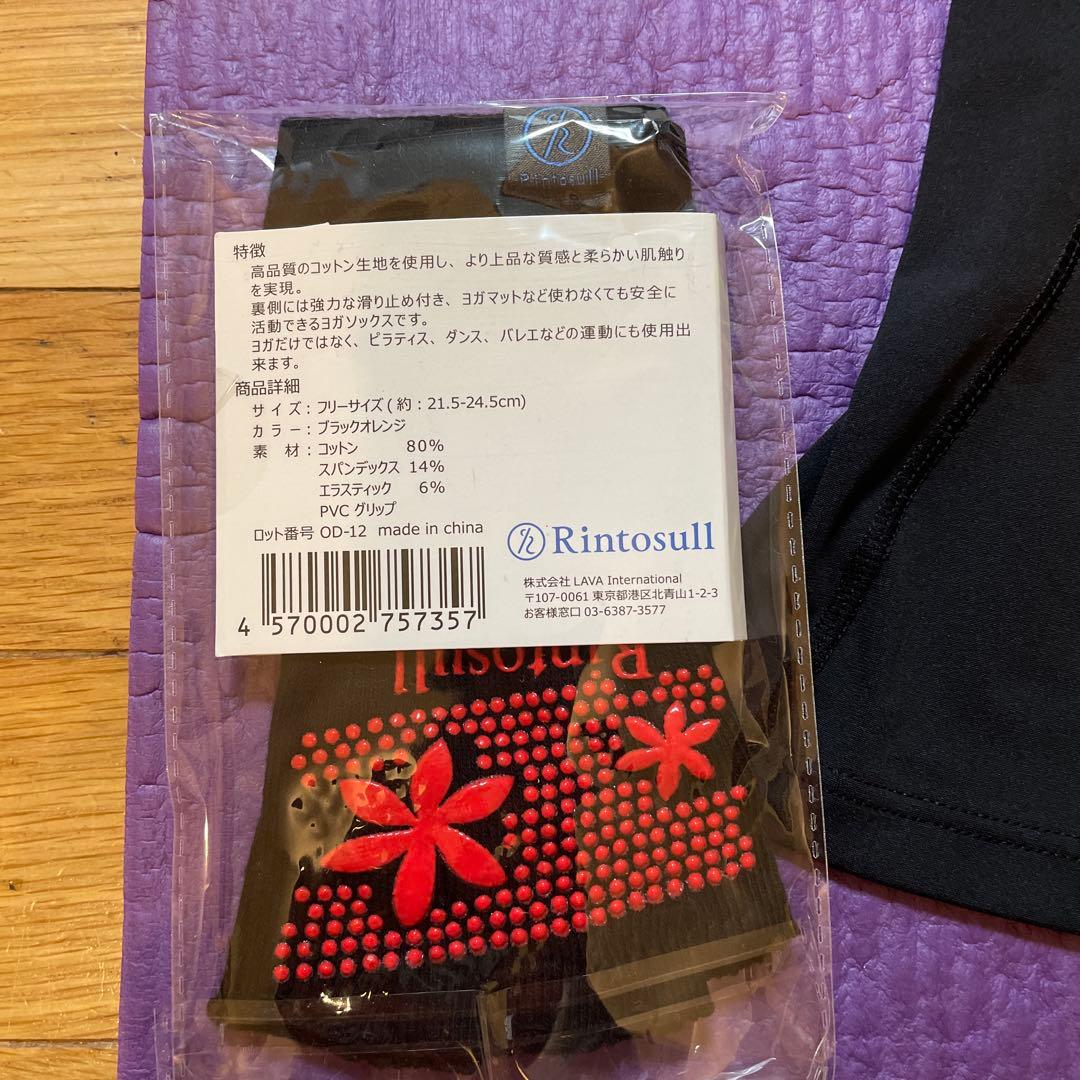 Rintosull
特徴
高品質のコットン生地を使用し、より上品な質感と柔らかい肌触り
を実現。
裏側には強力な滑り止め付き、ヨガマットなど使わなくても安全に
活動できるヨガソックスです。
ヨガだけではなく、ピラティス、ダンス、バレエなどの運動にも使用出
来ます。
商品詳細
サイズ：フリーサイズ ( 約：21.5-24.5cm)
カラー：ブラックオレンジ
素　材：コットン 80%
スパンデックス 14%
エラスティック 6%
PVC グリップ
ロット番号 OD-12 made in china
4 570002 757357
Rintosull
株式会社 LAVA International
〒107-0061 東京都港区北青山1-2-3
お客様窓口 03-6387-3577
Rintosull